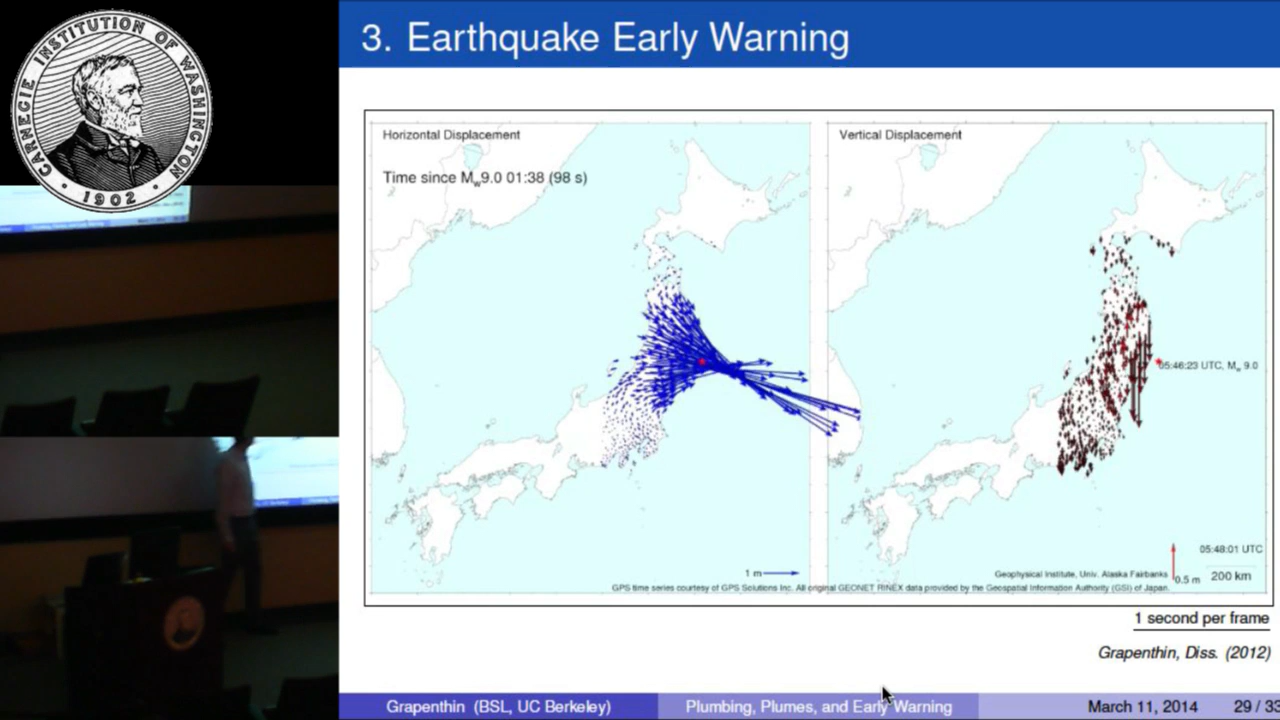 CARNEGIE INSTITUTION OF WASHINGTON
1902
3. Earthquake Early Warning
Horizontal Displacement
Time since Mw9.0 01:38 (98 s)
Vertical Displacement
05:46:23 UTC, Mw 9.0
05:48:01 UTC
1 m
0.5 m
200 km
Geophysical Institute, Univ. Alaska Fairbanks
GPS time series courtesy of GPS Solutions Inc. All original GEONET RINEX data provided by the Geospatial Information Authority (GSI) of Japan.
1 second per frame
Grapenthin, Diss. (2012)
Grapenthin (BSL, UC Berkeley)
Plumbing, Plumes, and Early Warning
March 11, 2014
29 / 33